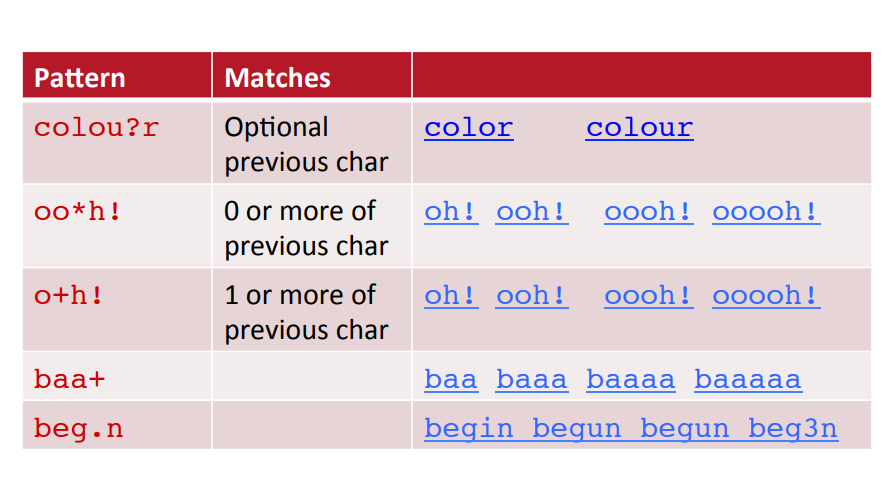 Pattern Matches
colou?r Optional previous char color colour
oo*h! 0 or more of previous char oh! ooh! oooh! ooooh!
o+h! 1 or more of previous char oh! ooh! oooh! ooooh!
baa+ baa baaa baaaa baaaaa
beg.n begin begun begun beg3n